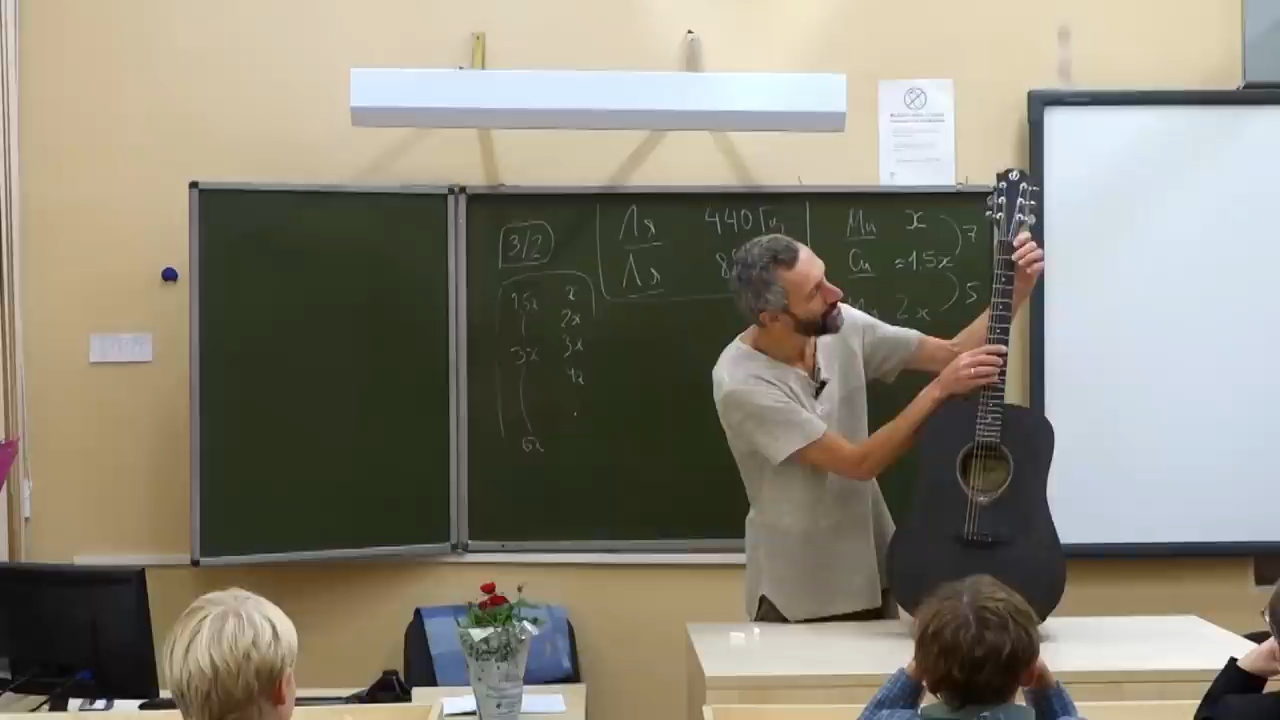 3/2
Ля 440 Гц
Ля 8
Ми x
Си =1,5x
7
2x
5
1,5x x
2x
3x 3x
4x
6x